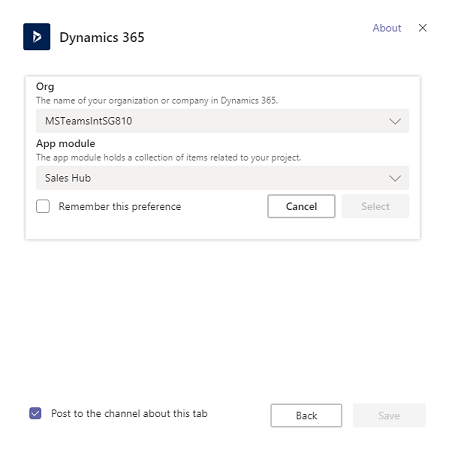 Dynamics 365
About
Org
The name of your organization or company in Dynamics 365.
MSTeamsIntSG810
App module
The app module holds a collection of items related to your project.
Sales Hub
Remember this preference
Cancel
Select
Post to the channel about this tab
Back
Save